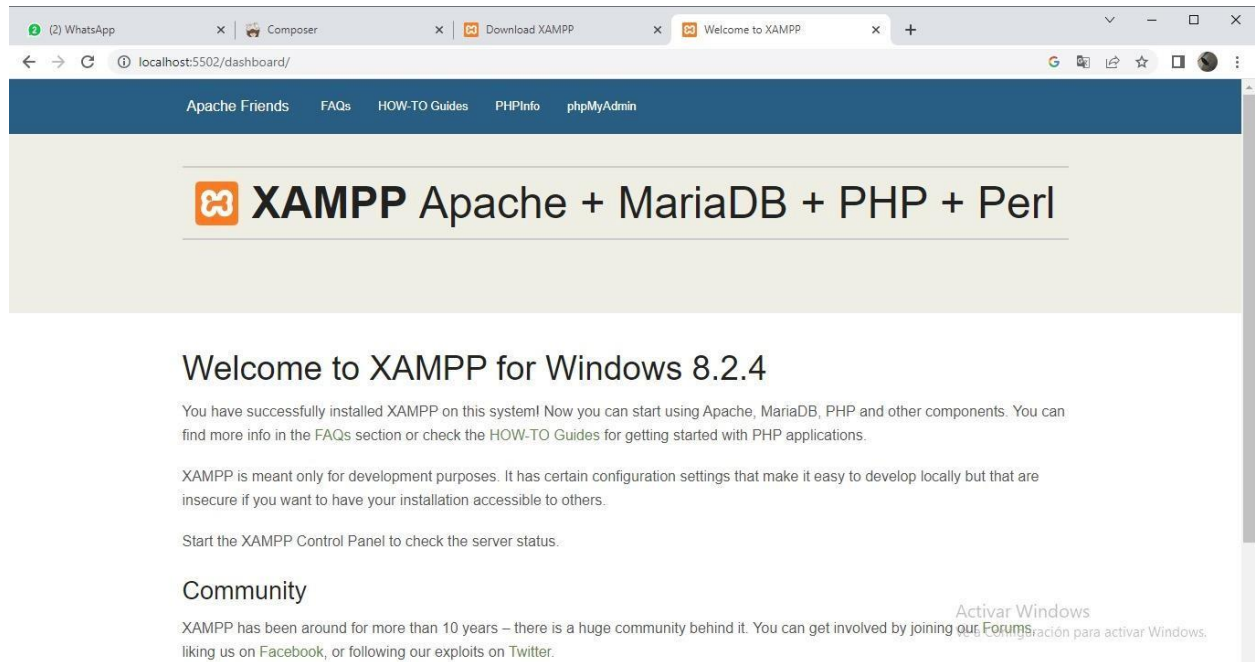 (2) WhatsApp
Composer
Download XAMPP
Welcome to XAMPP
localhost:5502/dashboard/
Apache Friends FAQs HOW-TO Guides PHPInfo phpMyAdmin
XAMPP Apache + MariaDB + PHP + Perl
Welcome to XAMPP for Windows 8.2.4
You have successfully installed XAMPP on this system! Now you can start using Apache, MariaDB, PHP and other components. You can
find more info in the FAQs section or check the HOW-TO Guides for getting started with PHP applications.
XAMPP is meant only for development purposes. It has certain configuration settings that make it easy to develop locally but that are
insecure if you want to have your installation accessible to others.
Start the XAMPP Control Panel to check the server status.
Community
XAMPP has been around for more than 10 years – there is a huge community behind it. You can get involved by joining our Forums,
liking us on Facebook, or following our exploits on Twitter.
Activar Windows
para activar Windows.